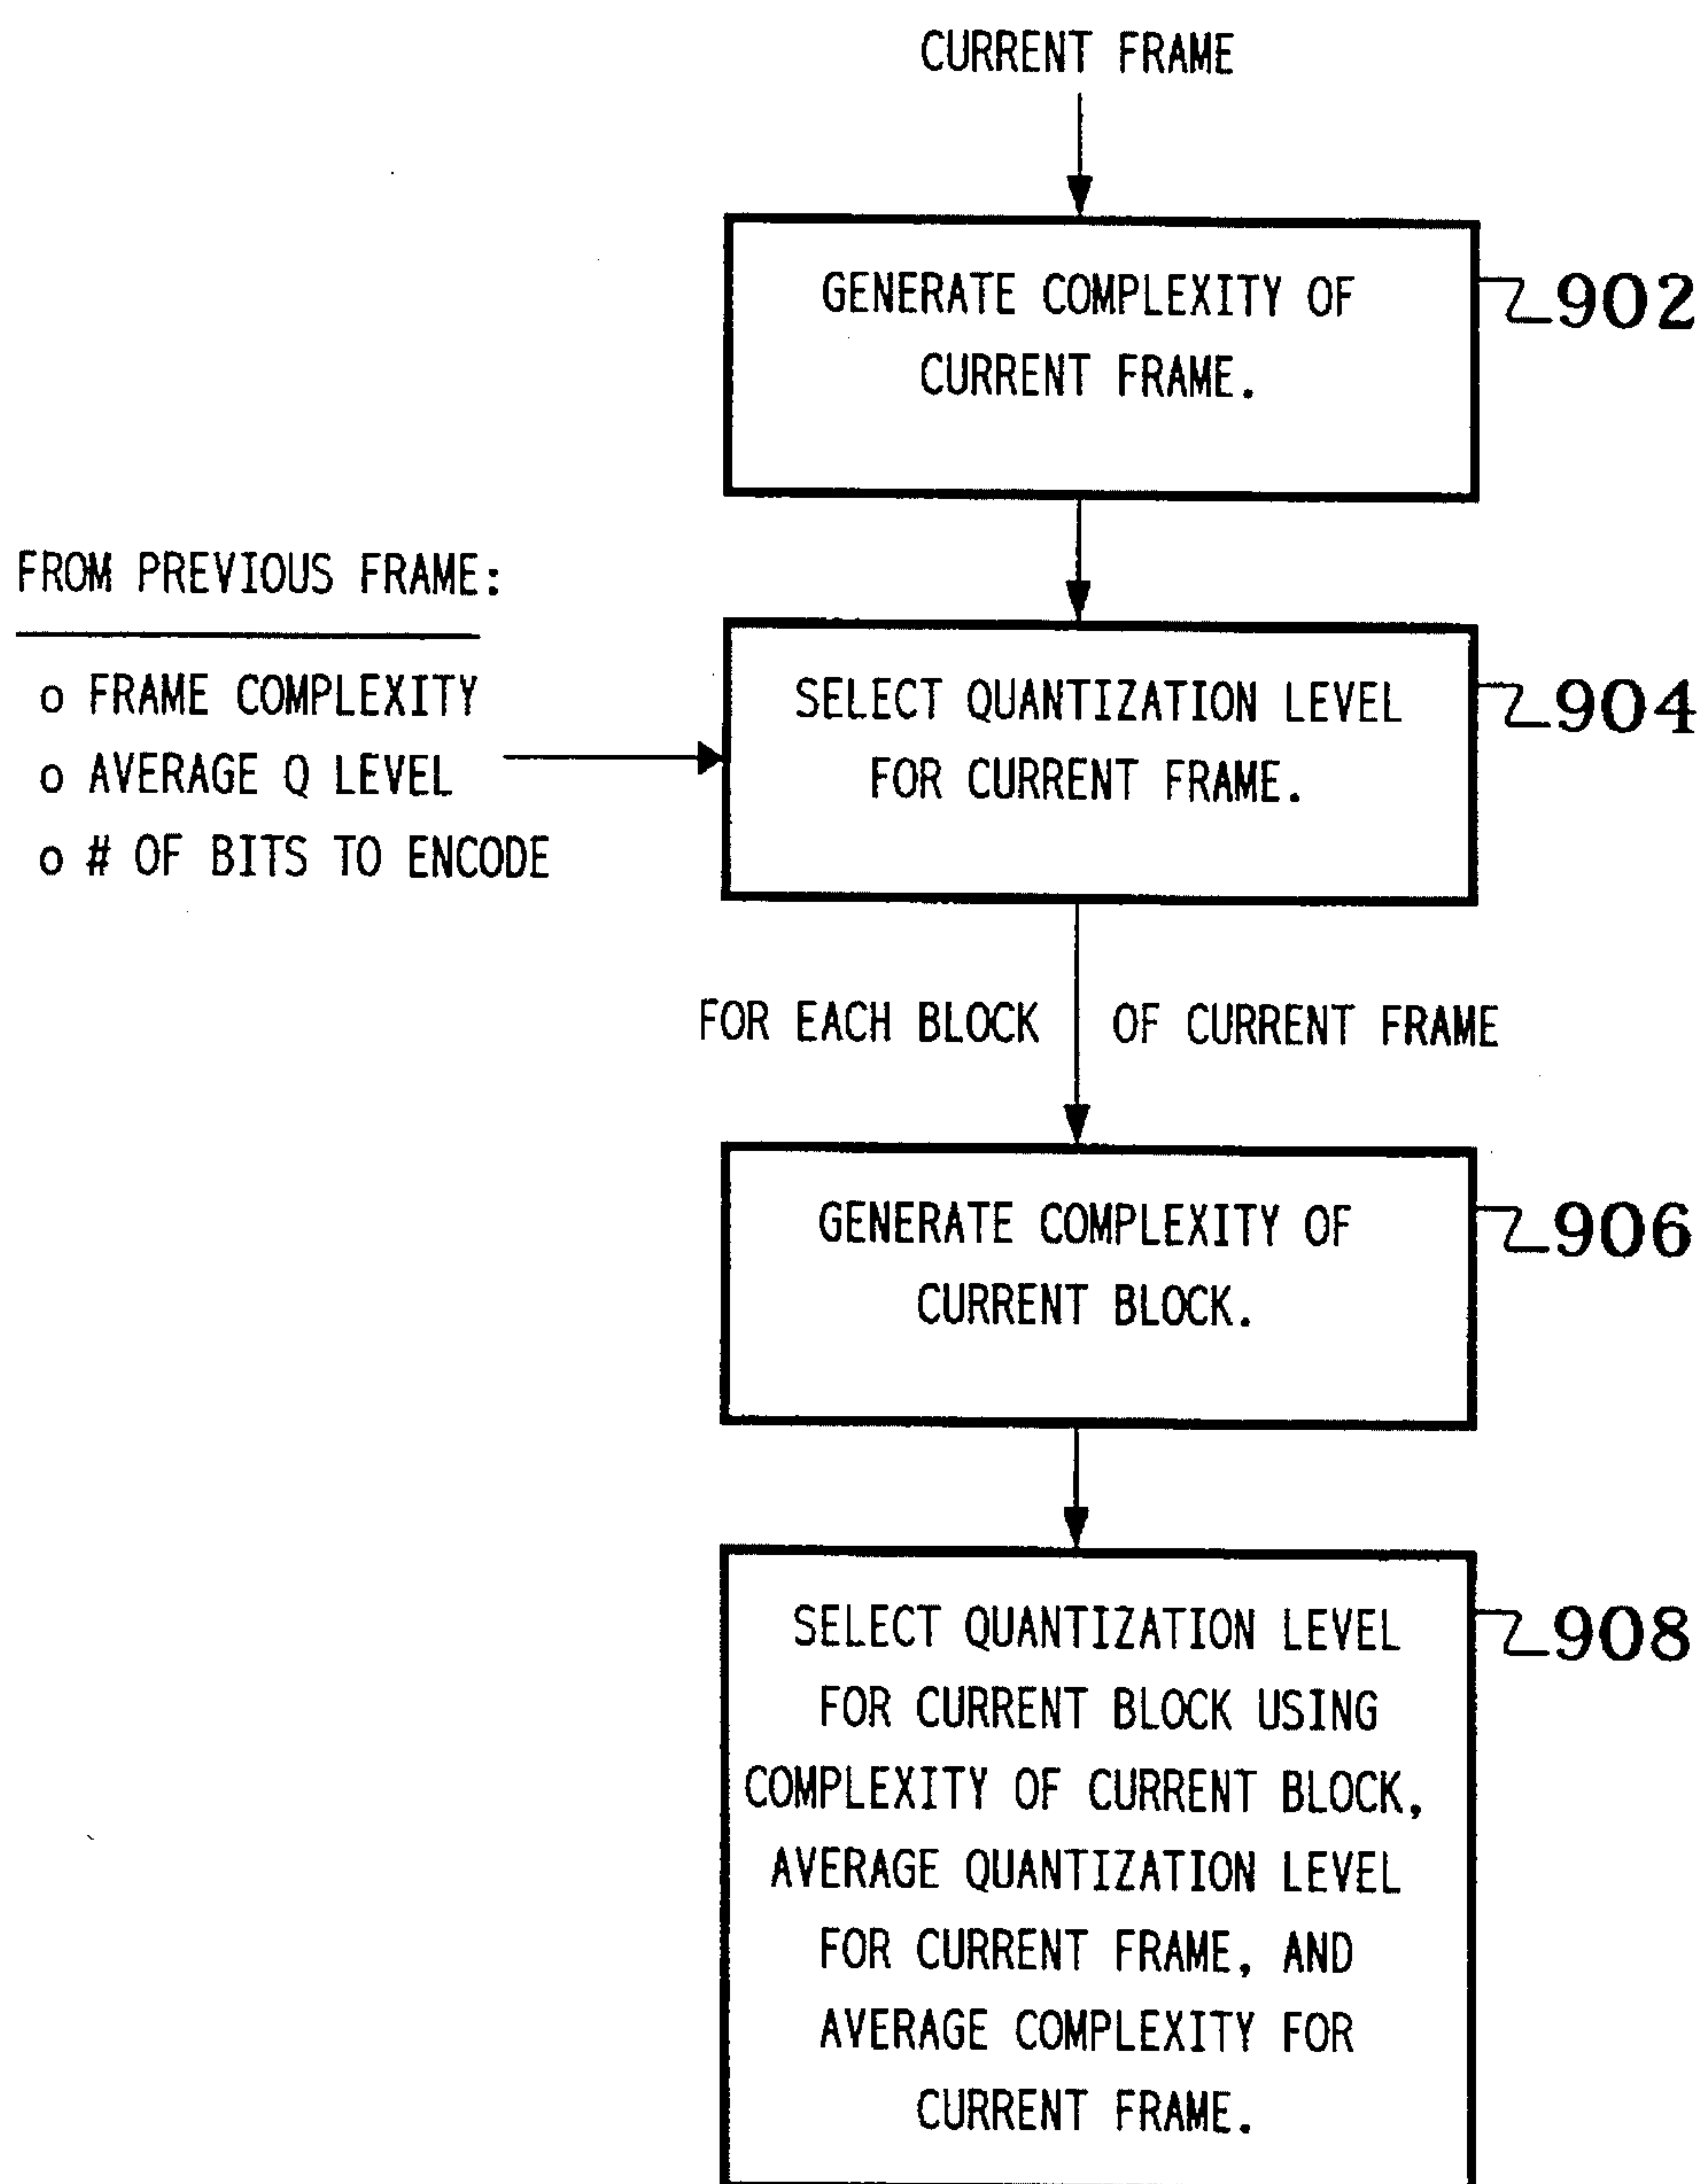 CURRENT FRAME
GENERATE COMPLEXITY OF
CURRENT FRAME.
902
FROM PREVIOUS FRAME:
o FRAME COMPLEXITY
o AVERAGE Q LEVEL
o # OF BITS TO ENCODE
SELECT QUANTIZATION LEVEL
FOR CURRENT FRAME.
904
FOR EACH BLOCK OF CURRENT FRAME
GENERATE COMPLEXITY OF
CURRENT BLOCK.
906
SELECT QUANTIZATION LEVEL
FOR CURRENT BLOCK USING
COMPLEXITY OF CURRENT BLOCK,
AVERAGE QUANTIZATION LEVEL
FOR CURRENT FRAME, AND
AVERAGE COMPLEXITY FOR
CURRENT FRAME.
908